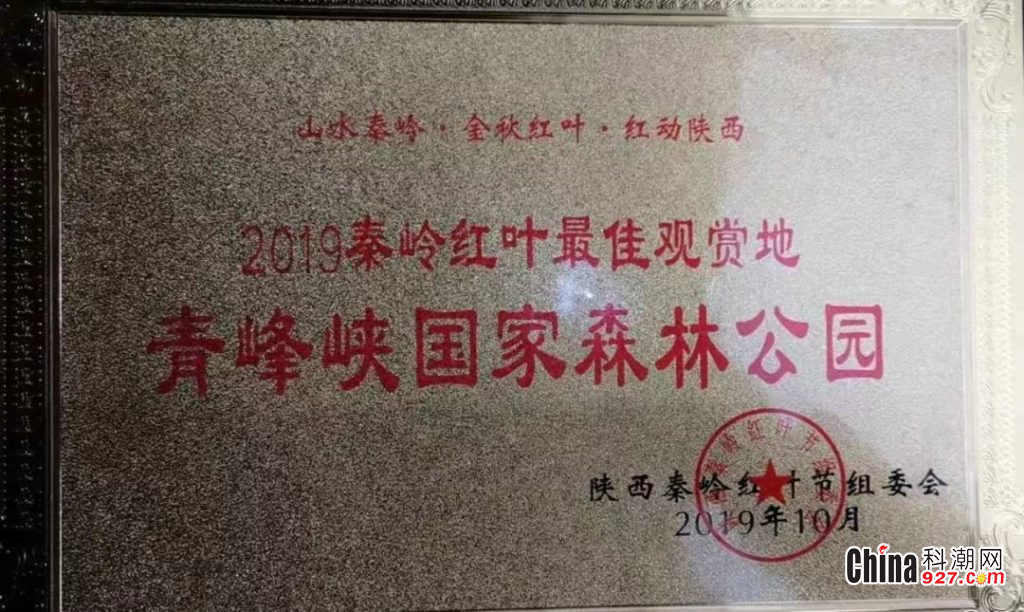 山水秦岭·金秋红叶·红动陕西
2019秦岭红叶最佳观赏地
青峰峡国家森林公园
陕西秦岭红叶节组委会
2019年10月
China科潮网
927.com